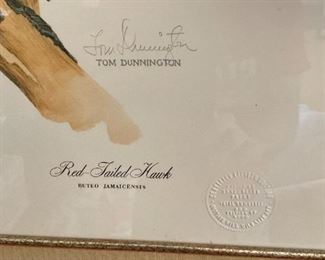 Tom Dunnington
TOM DUNNINGTON
Red-Tailed Hawk
BUTEO JAMAICENSIS